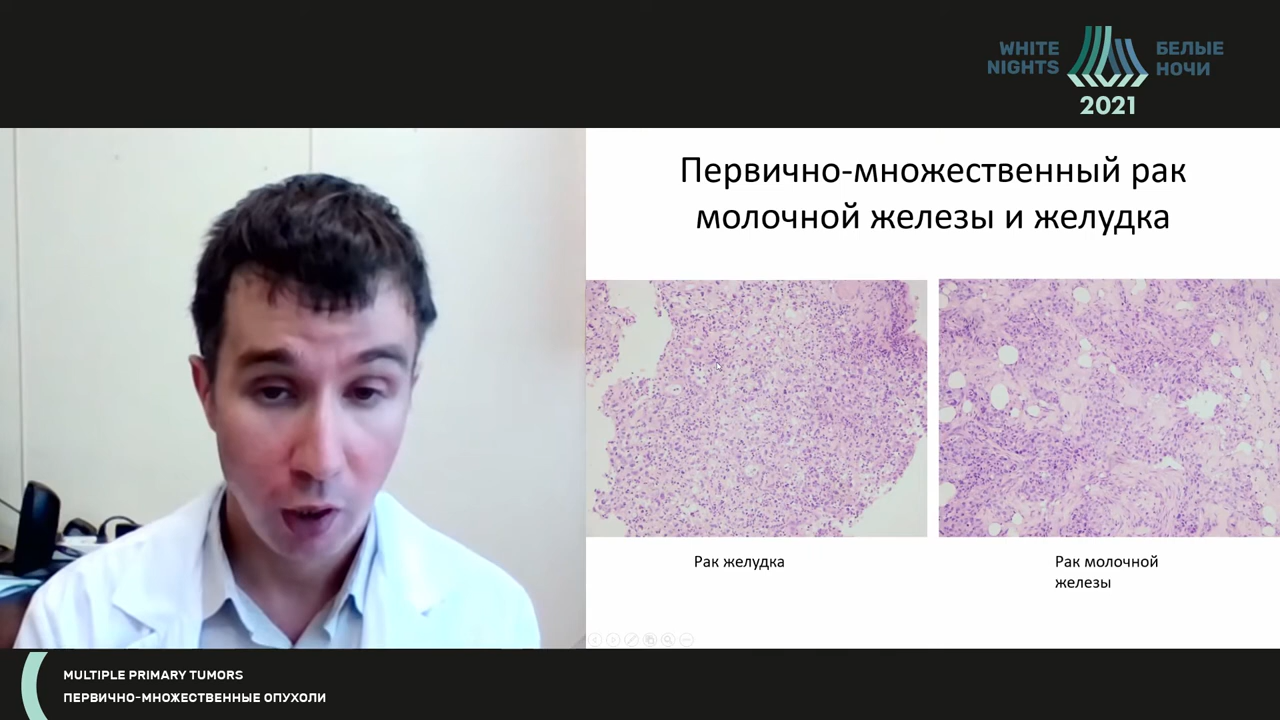 WHITE
NIGHTS
БЕЛЫЕ
НОЧИ
2021
Первично-множественный рак
молочной железы и желудка
Рак желудка
Рак молочной
железы
MULTIPLE PRIMARY TUMORS
ПЕРВИЧНО-МНОЖЕСТВЕННЫЕ ОПУХОЛИ